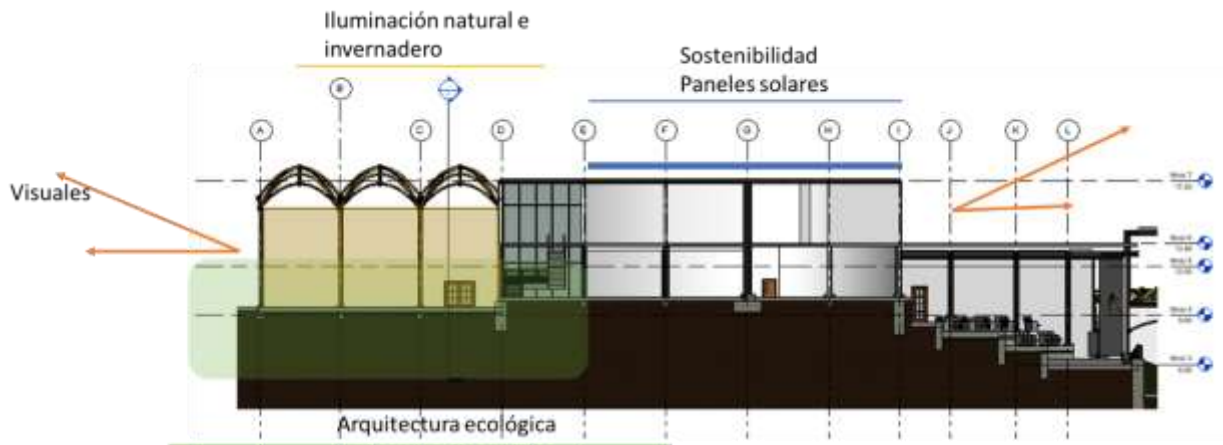 Iluminación natural e
invernadero
Sostenibilidad
Paneles solares
A
B
C
D
E
F
G
H
I
J
K
L
Visuales
Arquitectura ecológica